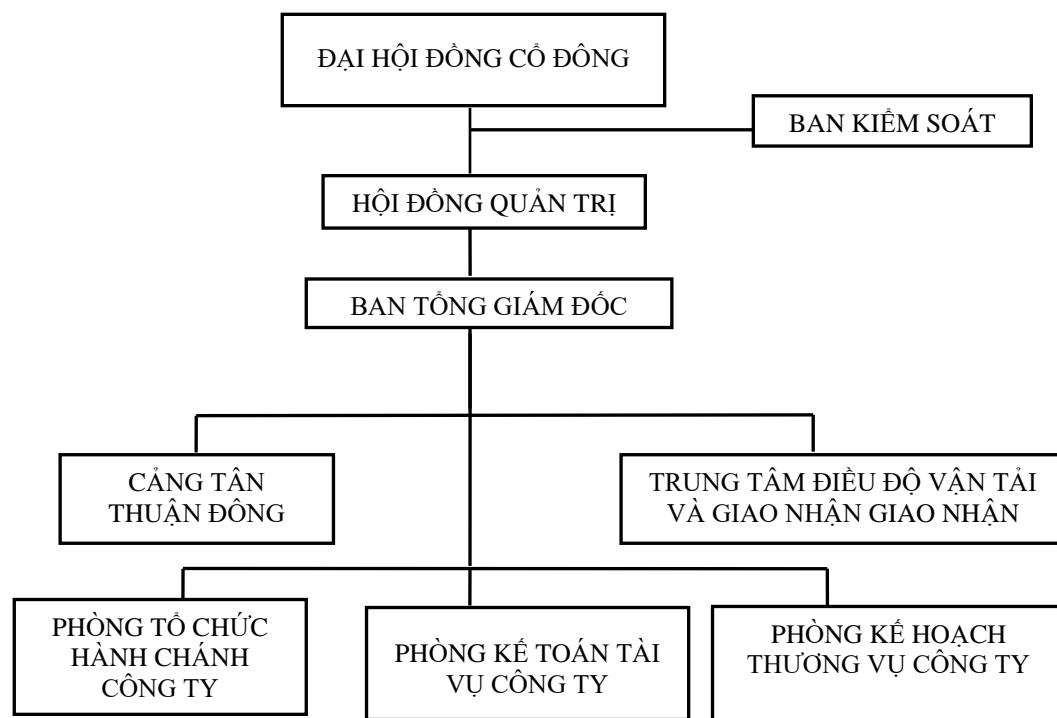 ĐẠI HỘI ĐỒNG CỔ ĐÔNG
BAN KIỂM SOÁT
HỘI ĐỒNG QUẢN TRỊ
BAN TỔNG GIÁM ĐỐC
CẢNG TÂN
THUẬN ĐÔNG
TRUNG TÂM ĐIỀU ĐỘ VẬN TẢI
VÀ GIAO NHẬN GIAO NHẬN
PHÒNG TỔ CHỨC
HÀNH CHÁNH
CÔNG TY
PHÒNG KẾ TOÁN TÀI
VỤ CÔNG TY
PHÒNG KẾ HOẠCH
THƯƠNG VỤ CÔNG TY